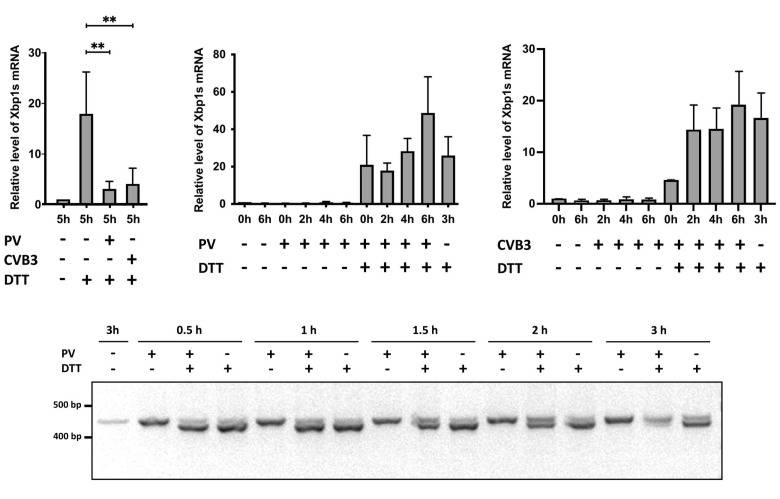 **
**
Relative level of Xbp1s mRNA
30
20
10
0
5h 5h 5h 5h
PV - - + -
CVB3 - - - +
DTT - + + +
Relative level of Xbp1s mRNA
80
60
40
20
0
0h 6h 0h 2h 4h 6h 0h 2h 4h 6h 3h
PV - - + + + + + + + + -
DTT - - - - - - + + + + +
Relative level of Xbp1s mRNA
30
20
10
0
0h 6h 2h 4h 6h 0h 2h 4h 6h 3h
CVB3 - - + + + + + + + -
DTT - - - - - + + + + +
3h 0.5 h 1 h 1.5 h 2 h 3 h
PV - + + - + + - + + - + + - + + -
DTT - - + + - + + - + + - + + - + +
500 bp
400 bp